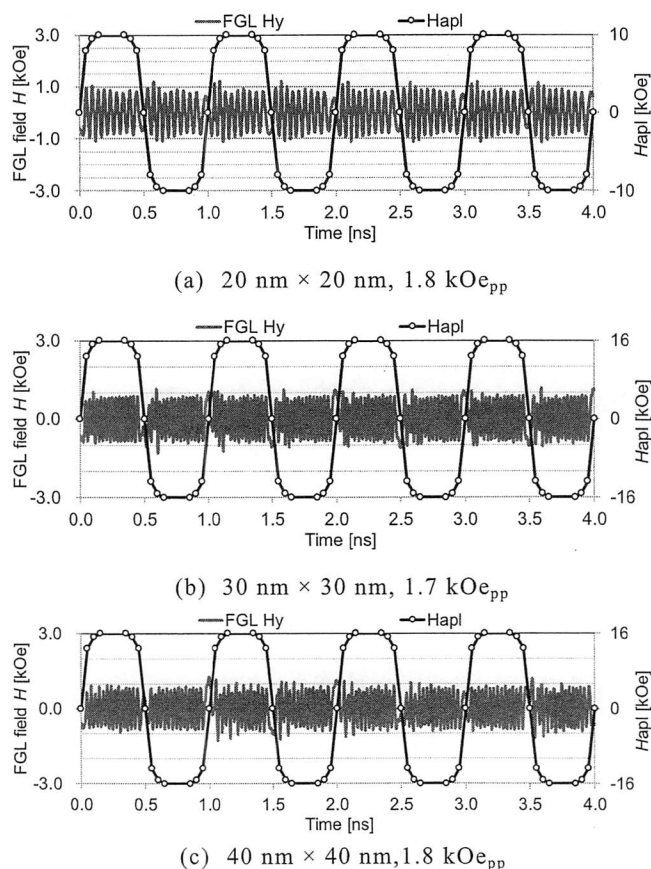 FGL Hy Hapl
3.0 10
1.0
0
-1.0
-3.0 -10
FGL field H [kOe]
Hapl [kOe]
0.0 0.5 1.0 1.5 2.0 2.5 3.0 3.5 4.0
Time [ns]
(a) 20 nm × 20 nm, 1.8 kOepp
FGL Hy Hapl
3.0 16
0.0 0
-3.0 -16
FGL field H [kOe]
Hapl [kOe]
0.0 0.5 1.0 1.5 2.0 2.5 3.0 3.5 4.0
Time [ns]
(b) 30 nm × 30 nm, 1.7 kOepp
FGL Hy Hapl
3.0 16
0.0 0
-3.0 -16
FGL field H [kOe]
Hapl [kOe]
0.0 0.5 1.0 1.5 2.0 2.5 3.0 3.5 4.0
Time [ns]
(c) 40 nm × 40 nm,1.8 kOepp